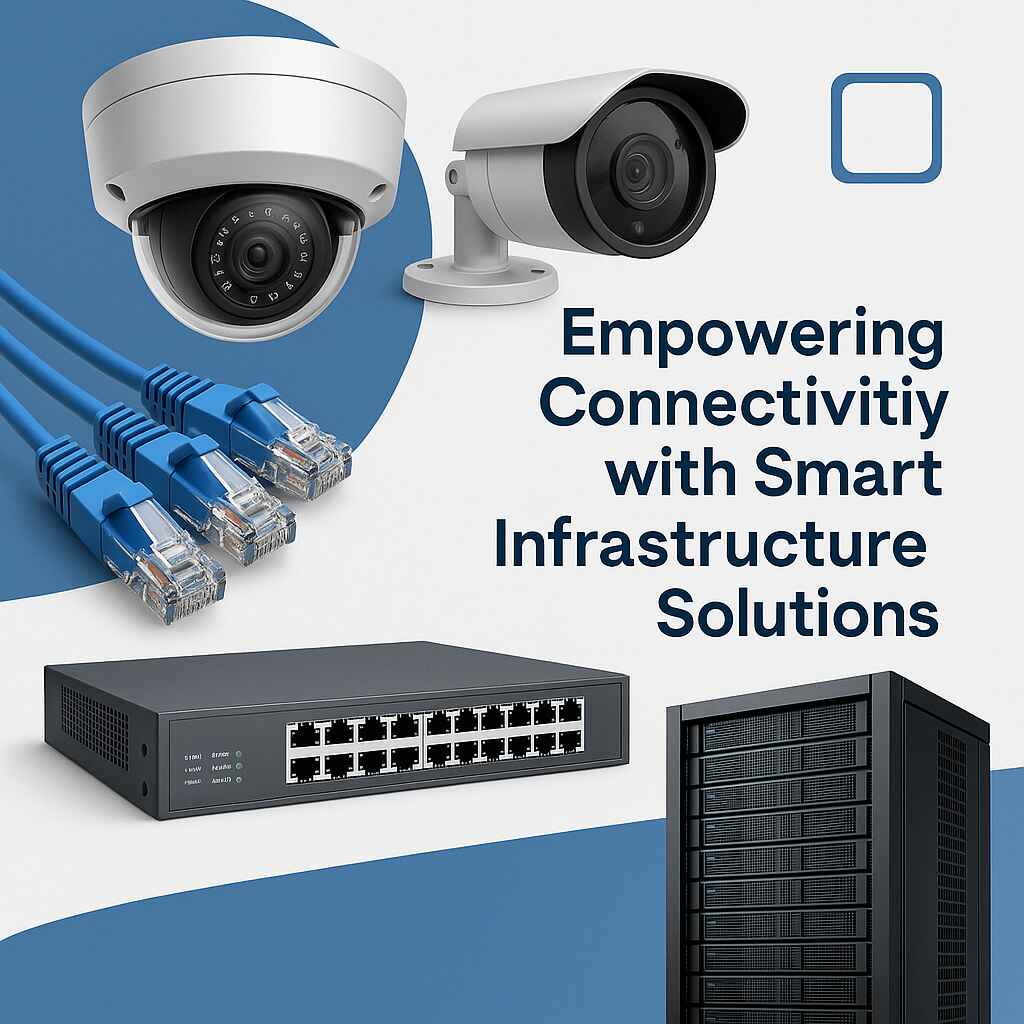 Empowering
Connectivitiy
with Smart
Infrastructure
Solutions